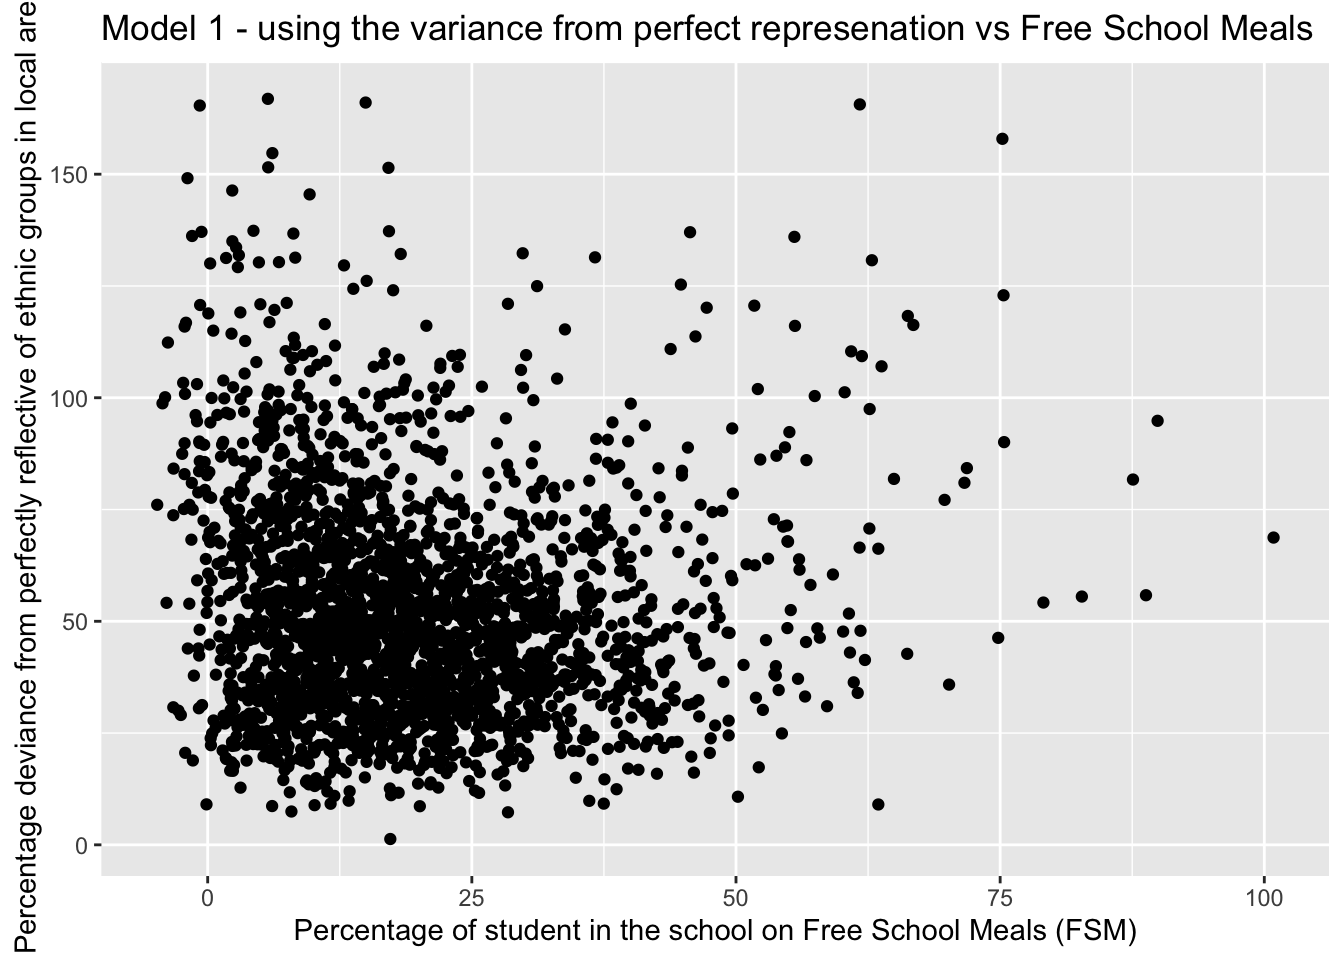 Model 1 - using the variance from perfect represenation vs Free School Meals
Percentage deviance from perfectly reflective of ethnic groups in local are
150
100
50
0
0 25 50 75 100
Percentage of student in the school on Free School Meals (FSM)